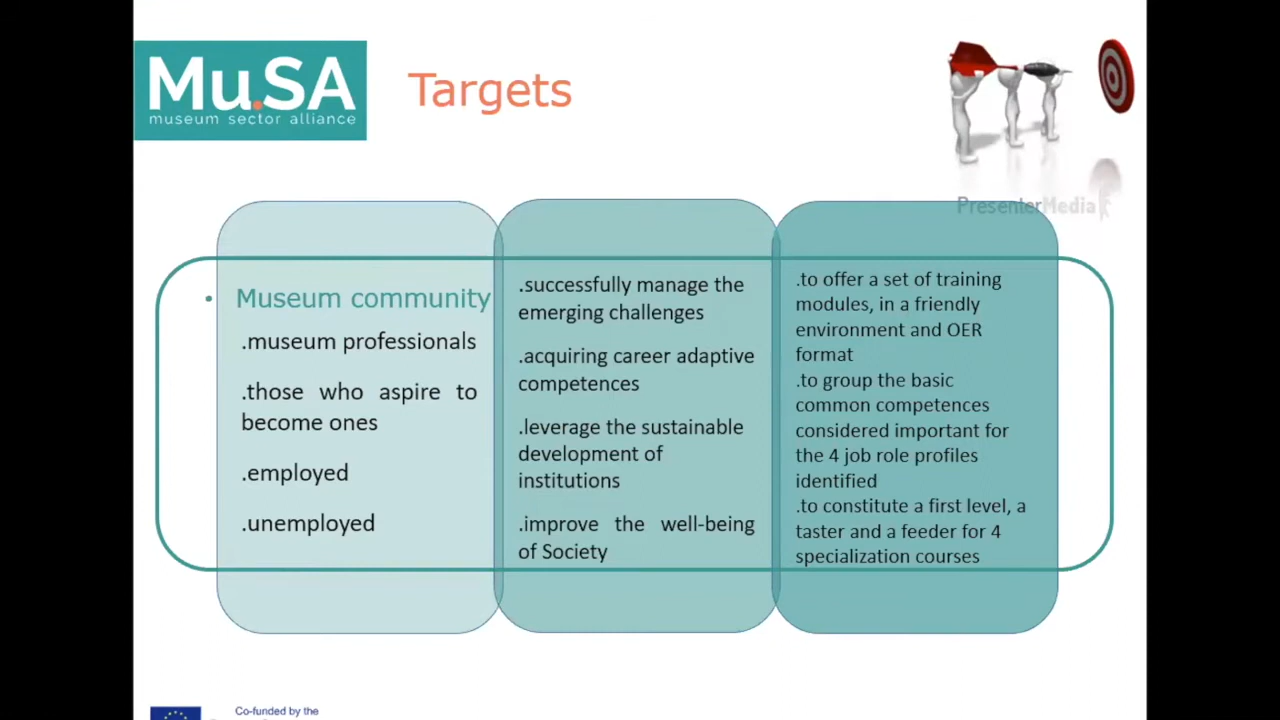 Mu.SA
museum sector alliance
Targets
PresenterMedia
• Museum community
.museum professionals
.those who aspire to
become ones
.employed
.unemployed
.successfully manage the
emerging challenges
.acquiring career adaptive
competences
.leverage the sustainable
development of
institutions
.improve the well-being
of Society
.to offer a set of training
modules, in a friendly
environment and OER
format
.to group the basic
common competences
considered important for
the 4 job role profiles
identified
.to constitute a first level, a
taster and a feeder for 4
specialization courses
Co-funded by the